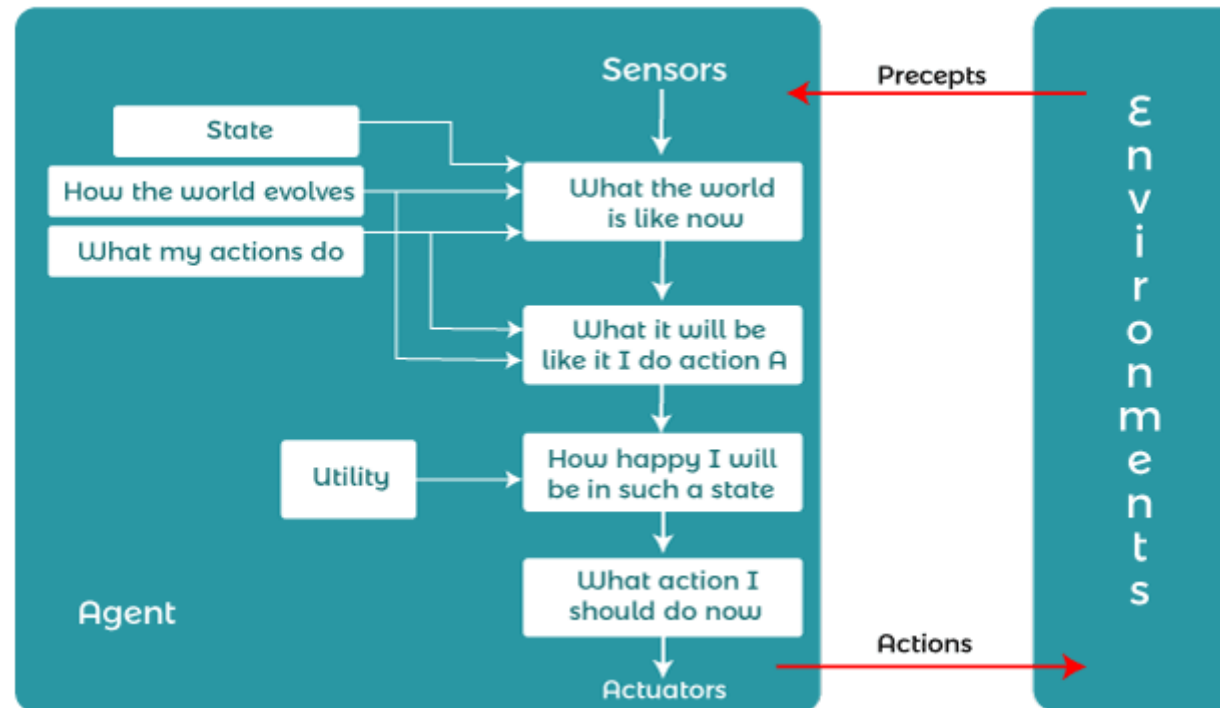 Sensors
Precepts
State
How the world evolves
What my actions do
What the world
is like now
What it will be
like it I do action A
Utility
How happy I will
be in such a state
What action I
should do now
Agent
Actuators
Actions
Environments